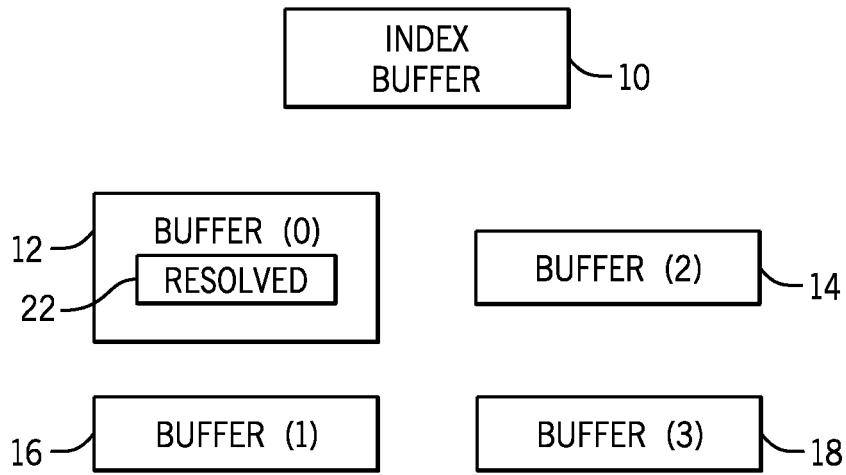 INDEX
BUFFER
10
12
BUFFER (0)
22
RESOLVED
BUFFER (2)
14
16
BUFFER (1)
BUFFER (3)
18